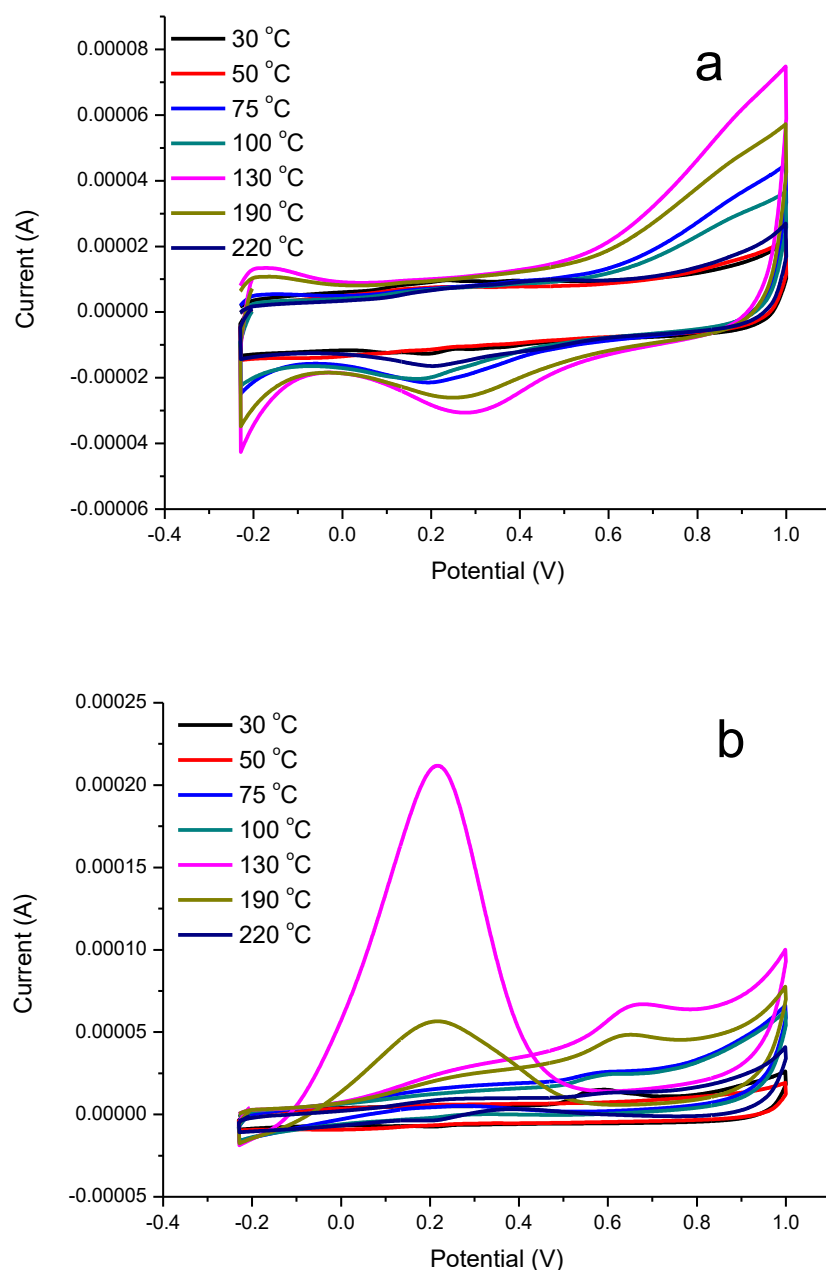 a
30 °C
50 °C
75 °C
100 °C
130 °C
190 °C
220 °C
0.00008
0.00006
0.00004
0.00002
0.00000
-0.00002
-0.00004
-0.00006
Current (A)
-0.4 -0.2 0.0 0.2 0.4 0.6 0.8 1.0
Potential (V)
b
30 °C
50 °C
75 °C
100 °C
130 °C
190 °C
220 °C
0.00025
0.00020
0.00015
0.00010
0.00005
0.00000
-0.00005
Current (A)
-0.4 -0.2 0.0 0.2 0.4 0.6 0.8 1.0
Potential (V)